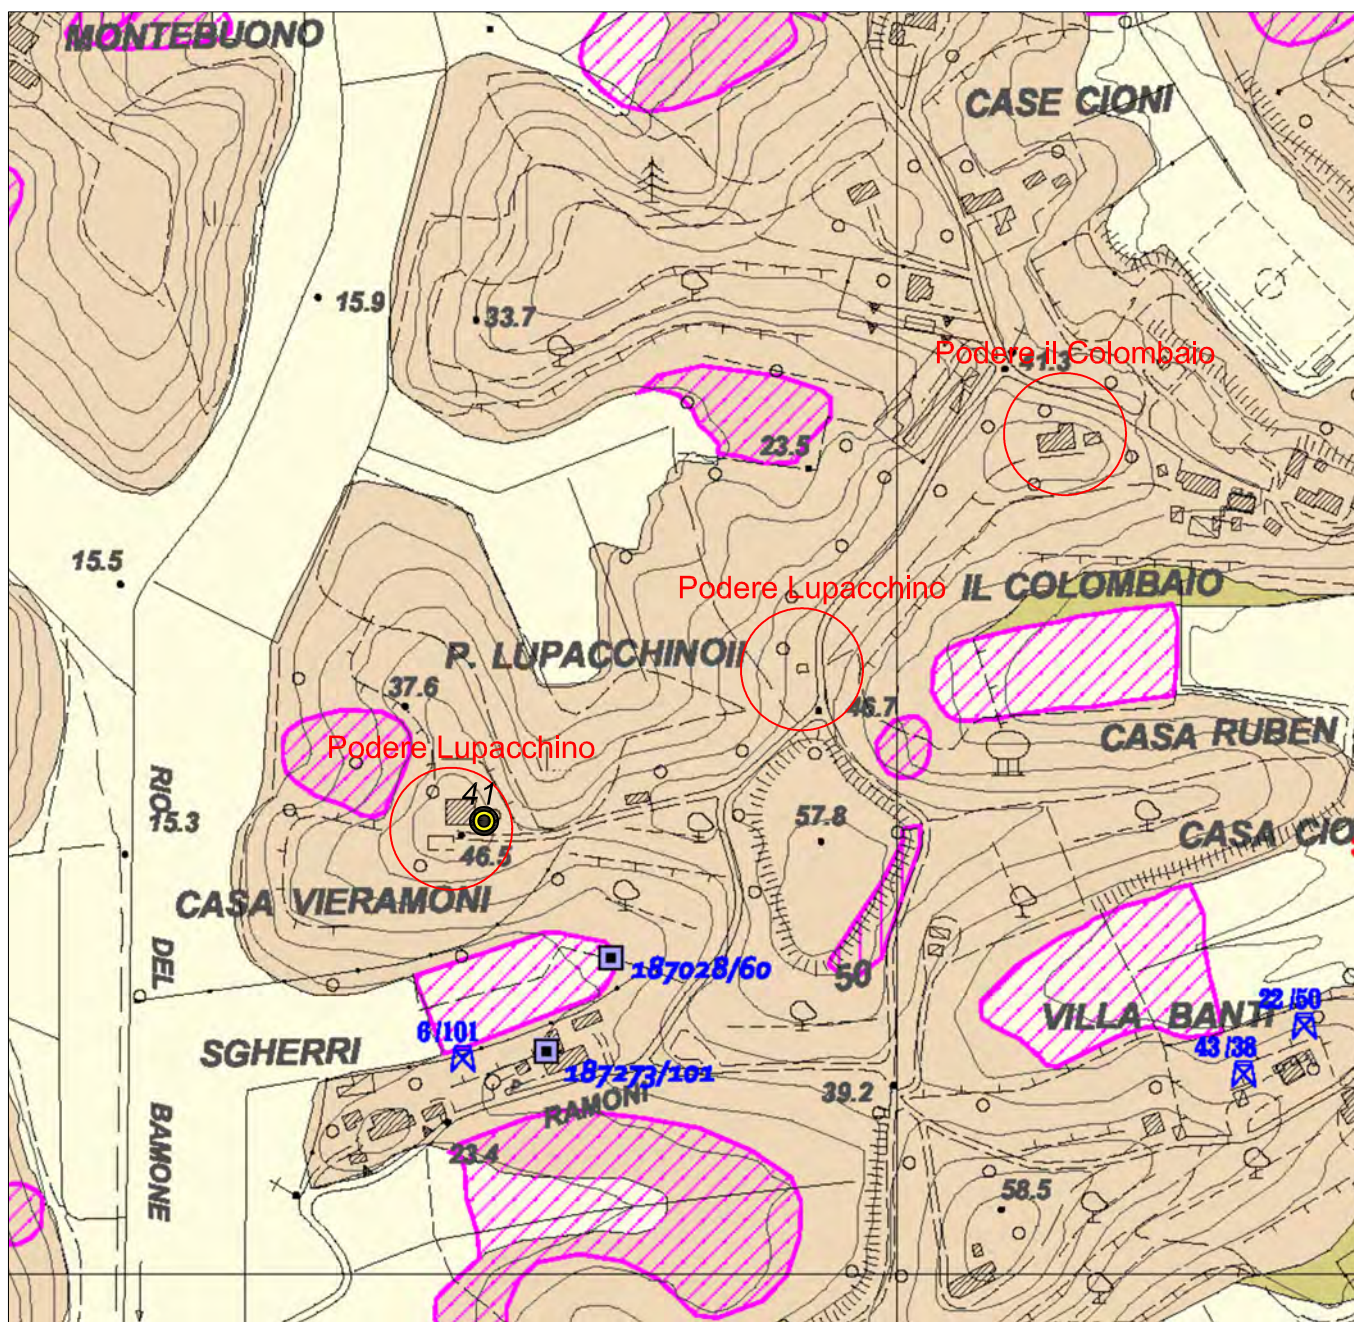 MONTEBUONO
CASE CIONI
15.9
33.7
Podere il Colombaio
41.3
23.5
15.5
IL COLOMBAIO
Podere Lupacchino
P. LUPACCHINOII
37.6
46.7
CASA RUBEN
Podere Lupacchino
RIO
41
15.3
57.8
CASA CIO
46.5
CASA VIERAMONI
DEL
187028/60
50
22 /50
VILLA BANTI
6 /101
43 /38
SGHERRI
187273/101
RAMONI
39.2
BAMONE
23.4
58.5